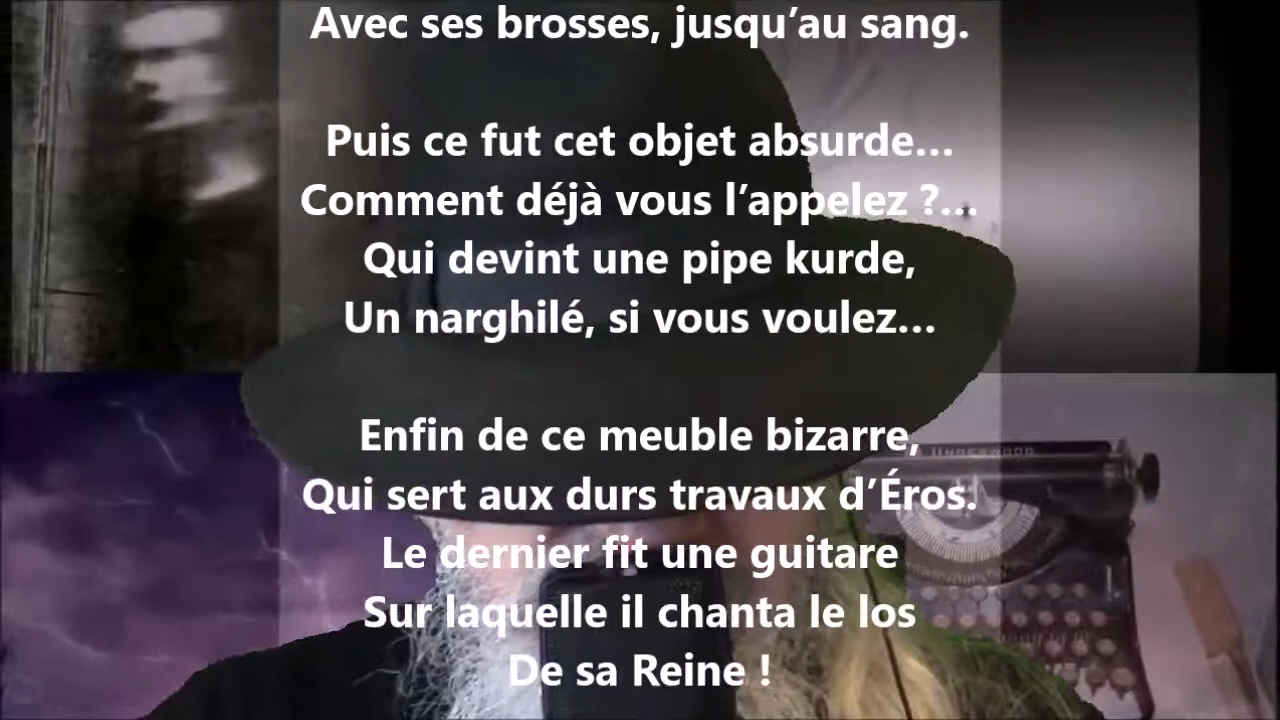 Avec ses brosses, jusqu’au sang.
Puis ce fut cet objet absurde...
Comment déjà vous l’appelez ?...
Qui devint une pipe kurde,
Un narghilé, si vous voulez...
Enfin de ce meuble bizarre,
Qui sert aux durs travaux d’Éros.
Le dernier fit une guitare
Sur laquelle il chanta le los
De sa Reine !
UNDERWOOD